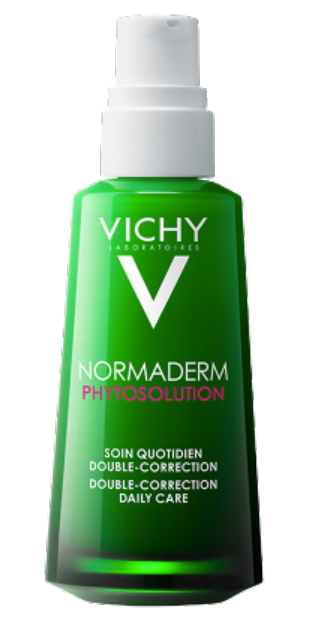 VICHY
LABORATOIRES
V
NORMADERM
PHYTOSOLUTION
SOIN QUOTIDIEN
DOUBLE-CORRECTION
DOUBLE-CORRECTION
DAILY CARE